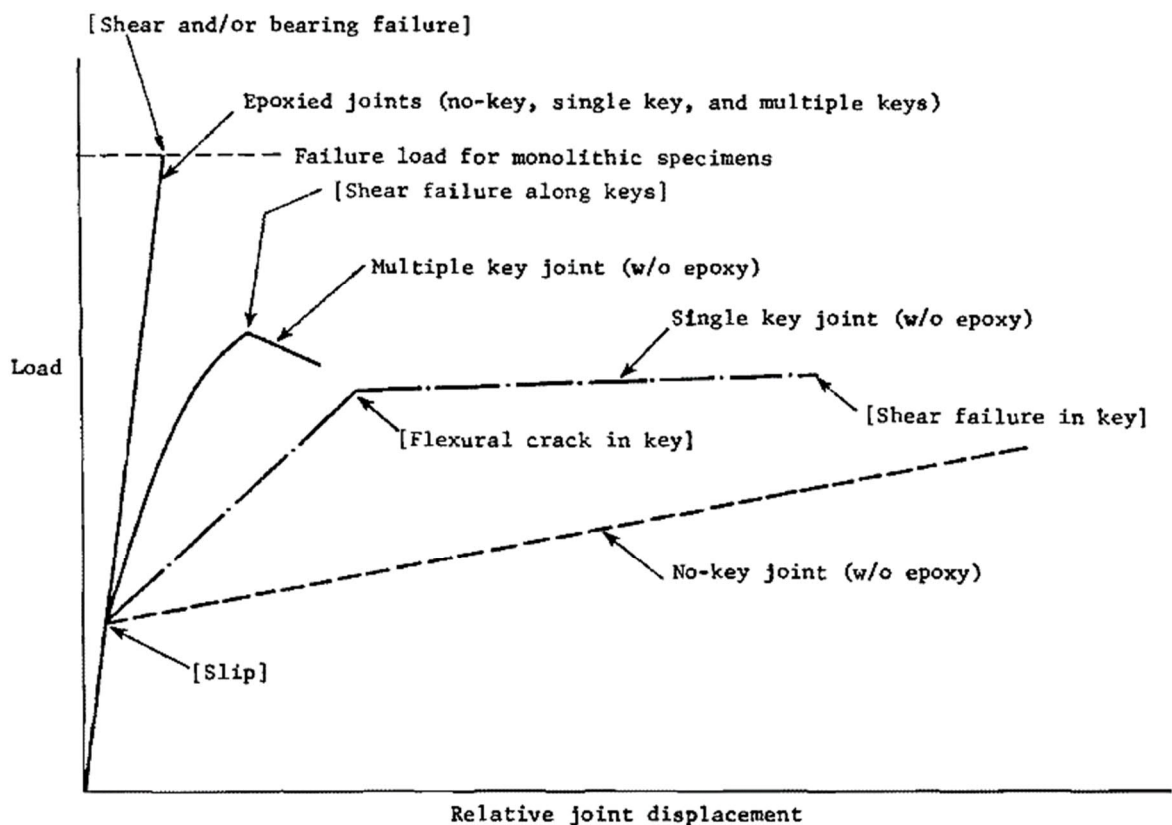 [Shear and/or bearing failure]
Epoxied joints (no-key, single key, and multiple keys)
Failure load for monolithic specimens
[Shear failure along keys]
Multiple key joint (w/o epoxy)
Single key joint (w/o epoxy)
Load
[Shear failure in key]
[Flexural crack in key]
No-key joint (w/o epoxy)
[Slip]
Relative joint displacement